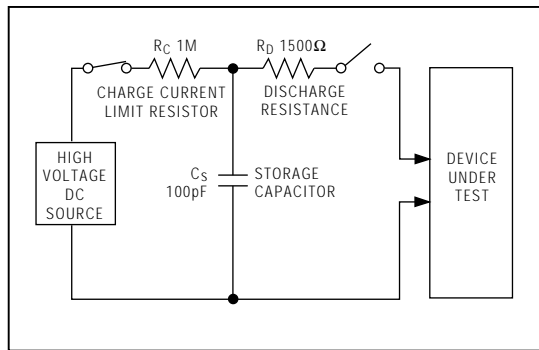 RC 1M
CHARGE CURRENT
LIMIT RESISTOR
RD 1500Ω
DISCHARGE
RESISTANCE
HIGH
VOLTAGE
DC
SOURCE
CS
100pF
STORAGE
CAPACITOR
DEVICE
UNDER
TEST